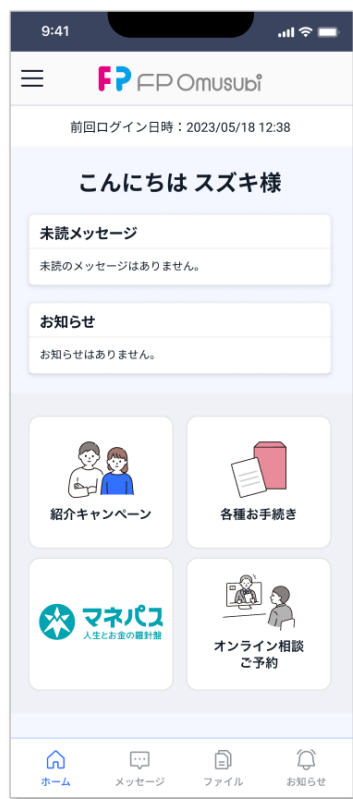 9:41
FP FP Omusubi
前回ログイン日時：2023/05/18 12:38
こんにちは スズキ様
未読メッセージ
未読のメッセージはありません。
お知らせ
お知らせはありません。
紹介キャンペーン
各種お手続き
マネパス
人生とお金の羅針盤
オンライン相談
ご予約
ホーム
メッセージ
ファイル
お知らせ